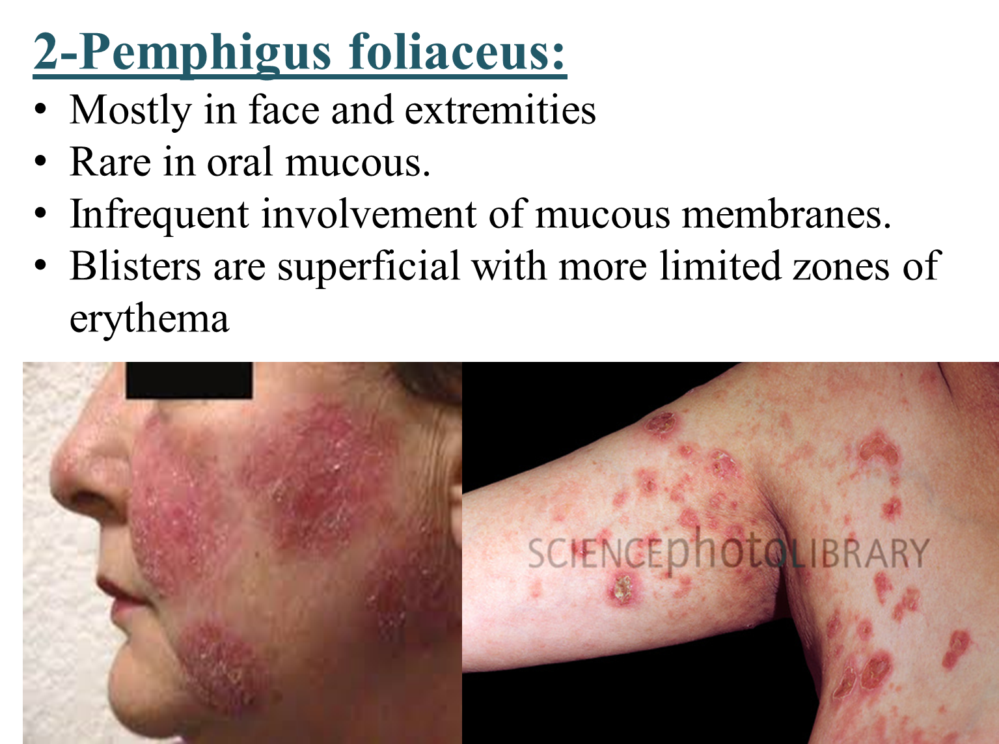 2-Pemphigus foliaceus:
• Mostly in face and extremities
• Rare in oral mucous.
• Infrequent involvement of mucous membranes.
• Blisters are superficial with more limited zones of
erythema
SCIENCEphotoLIBRARY